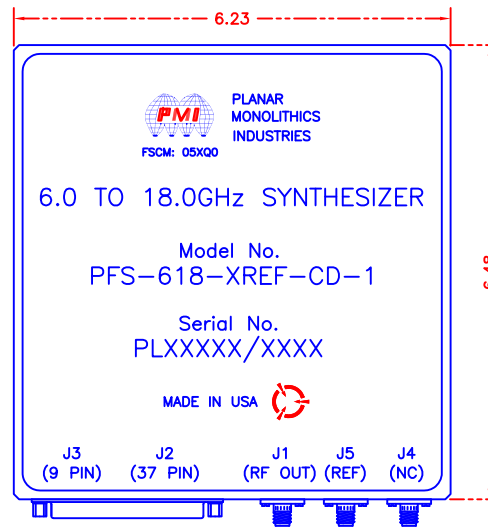 6.23
PMI
PLANAR
MONOLITHICS
INDUSTRIES
FSCM: 05XQ0
6.0 TO 18.0GHz SYNTHESIZER
Model No.
PFS-618-XREF-CD-1
Serial No.
PLXXXXX/XXXX
MADE IN USA
J3
(9 PIN)
J2
(37 PIN)
J1
(RF OUT)
J5
(REF)
J4
(NC)